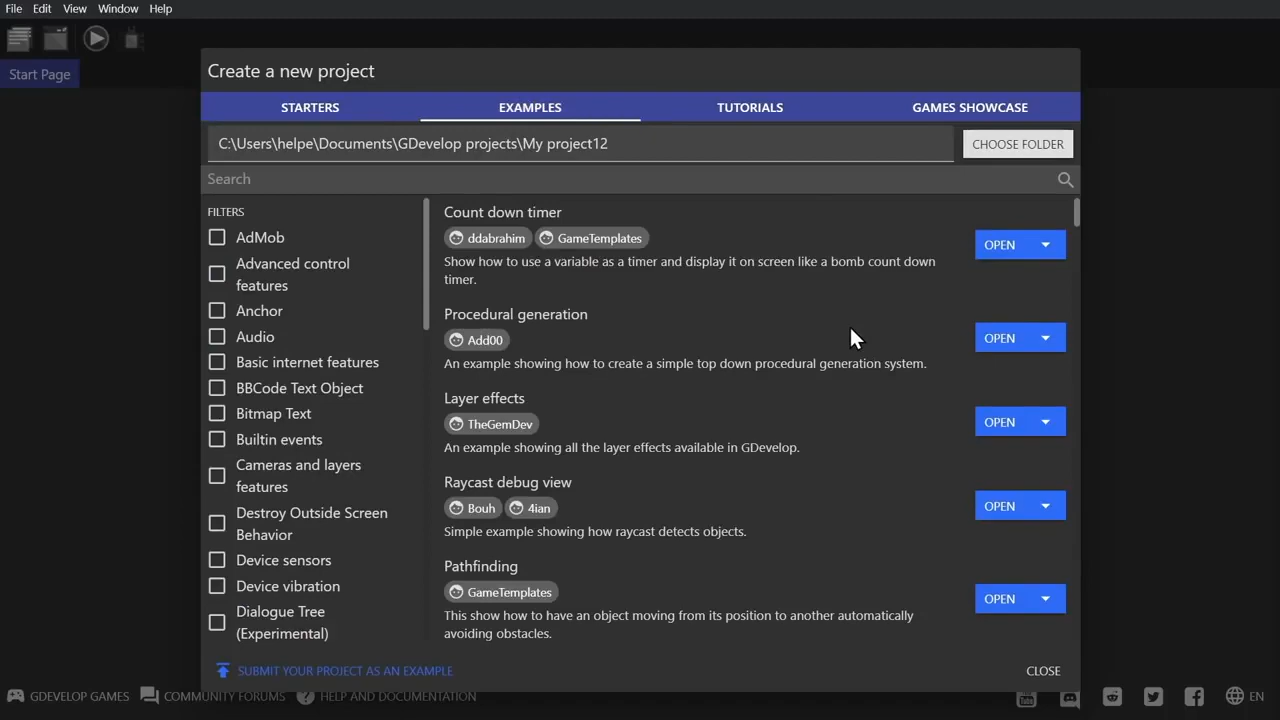 File Edit View Window Help
Start Page
Create a new project
STARTERS EXAMPLES TUTORIALS GAMES SHOWCASE
C:\Users\helpe\Documents\GDevelop projects\My project12
CHOOSE FOLDER
Search
FILTERS
AdMob
Advanced control
features
Anchor
Audio
Basic internet features
BBCode Text Object
Bitmap Text
Builtin events
Cameras and layers
features
Destroy Outside Screen
Behavior
Device sensors
Device vibration
Dialogue Tree
(Experimental)
Count down timer
ddabrahim GameTemplates
Show how to use a variable as a timer and display it on screen like a bomb count down
timer.
OPEN
Procedural generation
Add00
An example showing how to create a simple top down procedural generation system.
OPEN
Layer effects
TheGemDev
An example showing all the layer effects available in GDevelop.
OPEN
Raycast debug view
Bouh 4ian
Simple example showing how raycast detects objects.
OPEN
Pathfinding
GameTemplates
This show how to have an object moving from its position to another automatically
avoiding obstacles.
OPEN
SUBMIT YOUR PROJECT AS AN EXAMPLE
CLOSE
GDEVELOP GAMES COMMUNITY FORUMS HELP AND DOCUMENTATION
You Tube
EN